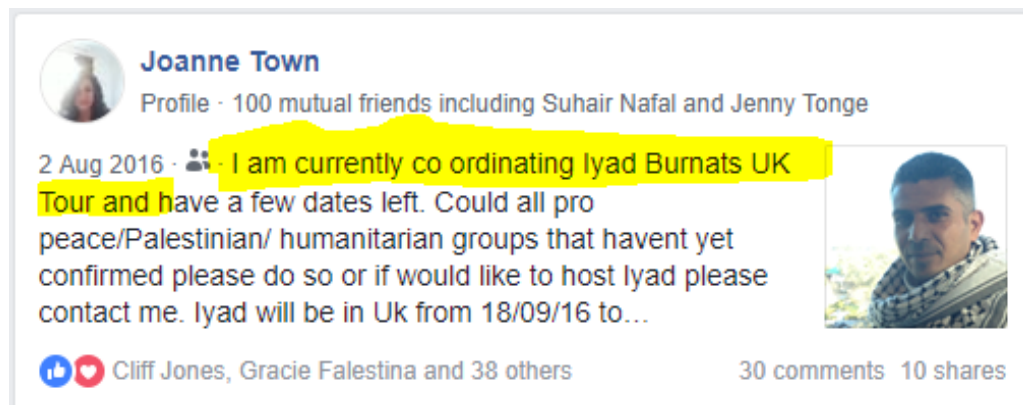 Joanne Town
Profile · 100 mutual friends including Suhair Nafal and Jenny Tonge
2 Aug 2016 · · I am currently co ordinating Iyad Burnats UK
Tour and have a few dates left. Could all pro
peace/Palestinian/ humanitarian groups that havent yet
confirmed please do so or if would like to host Iyad please
contact me. Iyad will be in Uk from 18/09/16 to...
Cliff Jones, Gracie Falestina and 38 others
30 comments 10 shares